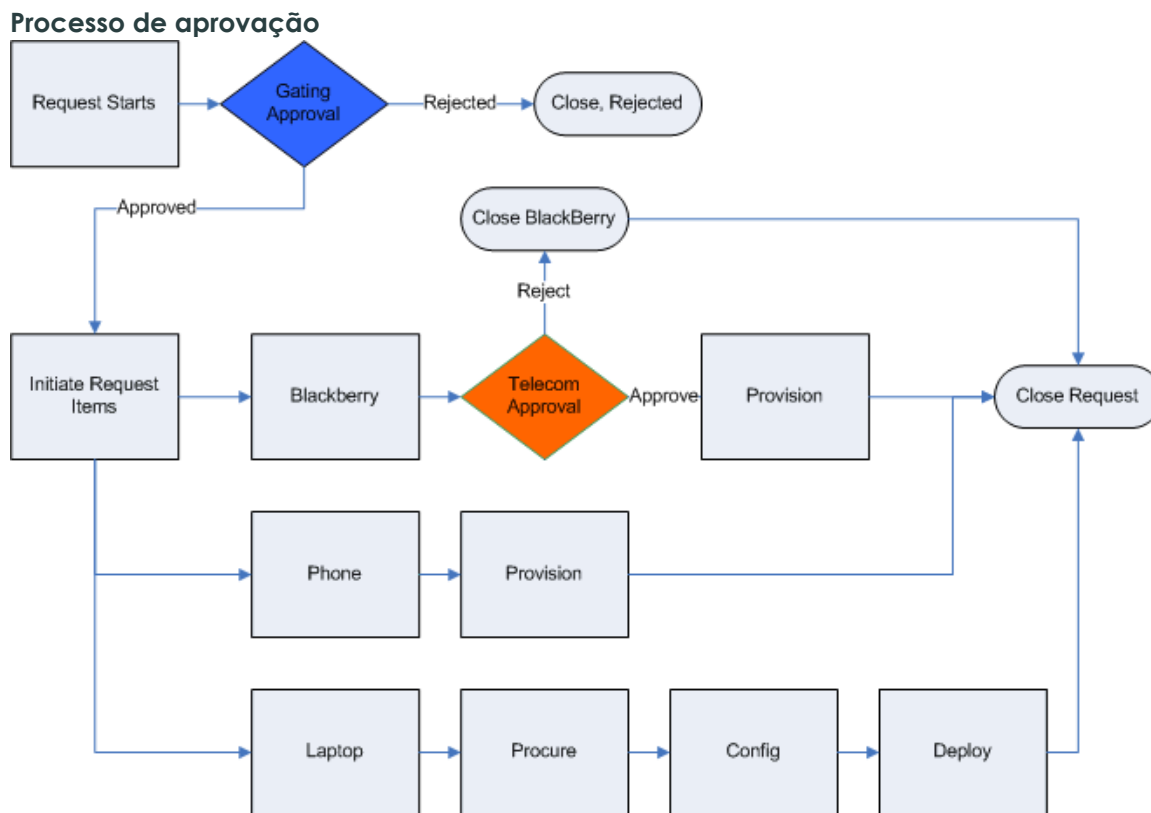 Processo de aprovação
Request Starts
Gating
Approval
Rejected
Close, Rejected
Approved
Close BlackBerry
Reject
Initiate Request
Items
Blackberry
Telecom
Approval
Approve
Provision
Close Request
Phone
Provision
Laptop
Procure
Config
Deploy